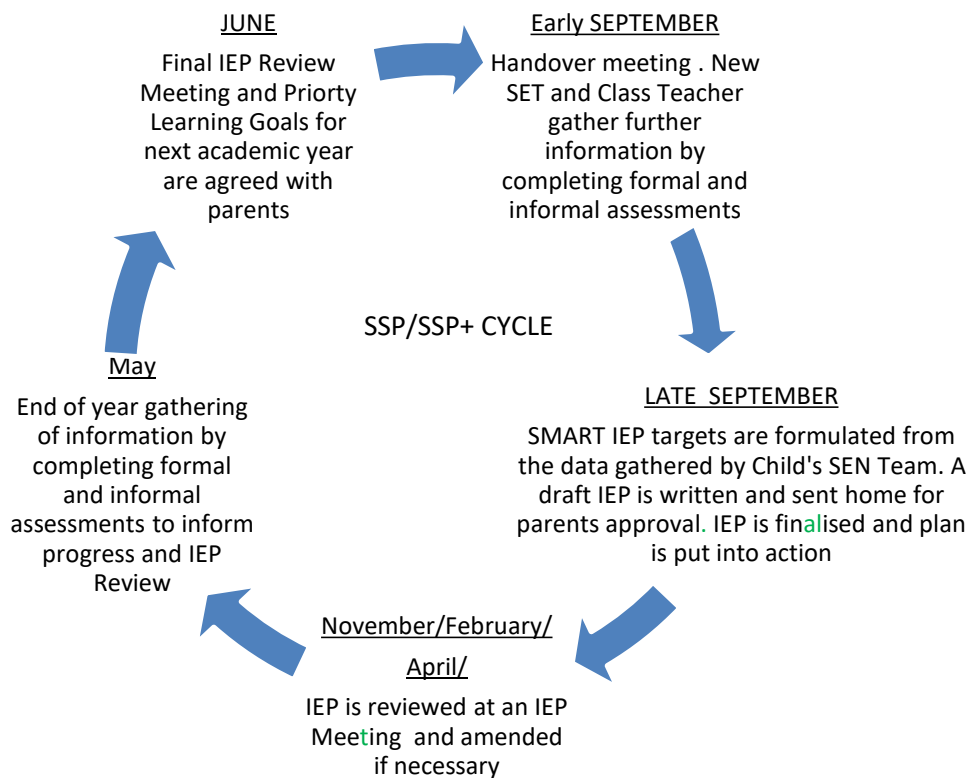 JUNE
Final IEP Review
Meeting and Priorty
Learning Goals for
next academic year
are agreed with
parents
Early SEPTEMBER
Handover meeting . New
SET and Class Teacher
gather further
information by
completing formal and
informal assessments
SSP/SSP+ CYCLE
LATE  SEPTEMBER
SMART IEP targets are formulated from
the data gathered by Child's SEN Team. A
draft IEP is written and sent home for
parents approval. IEP is finalised and plan
is put into action
November/February/
April/
IEP is reviewed at an IEP
Meeting  and amended
if necessary
May
End of year gathering
of information by
completing formal
and informal
assessments to inform
progress and IEP
Review